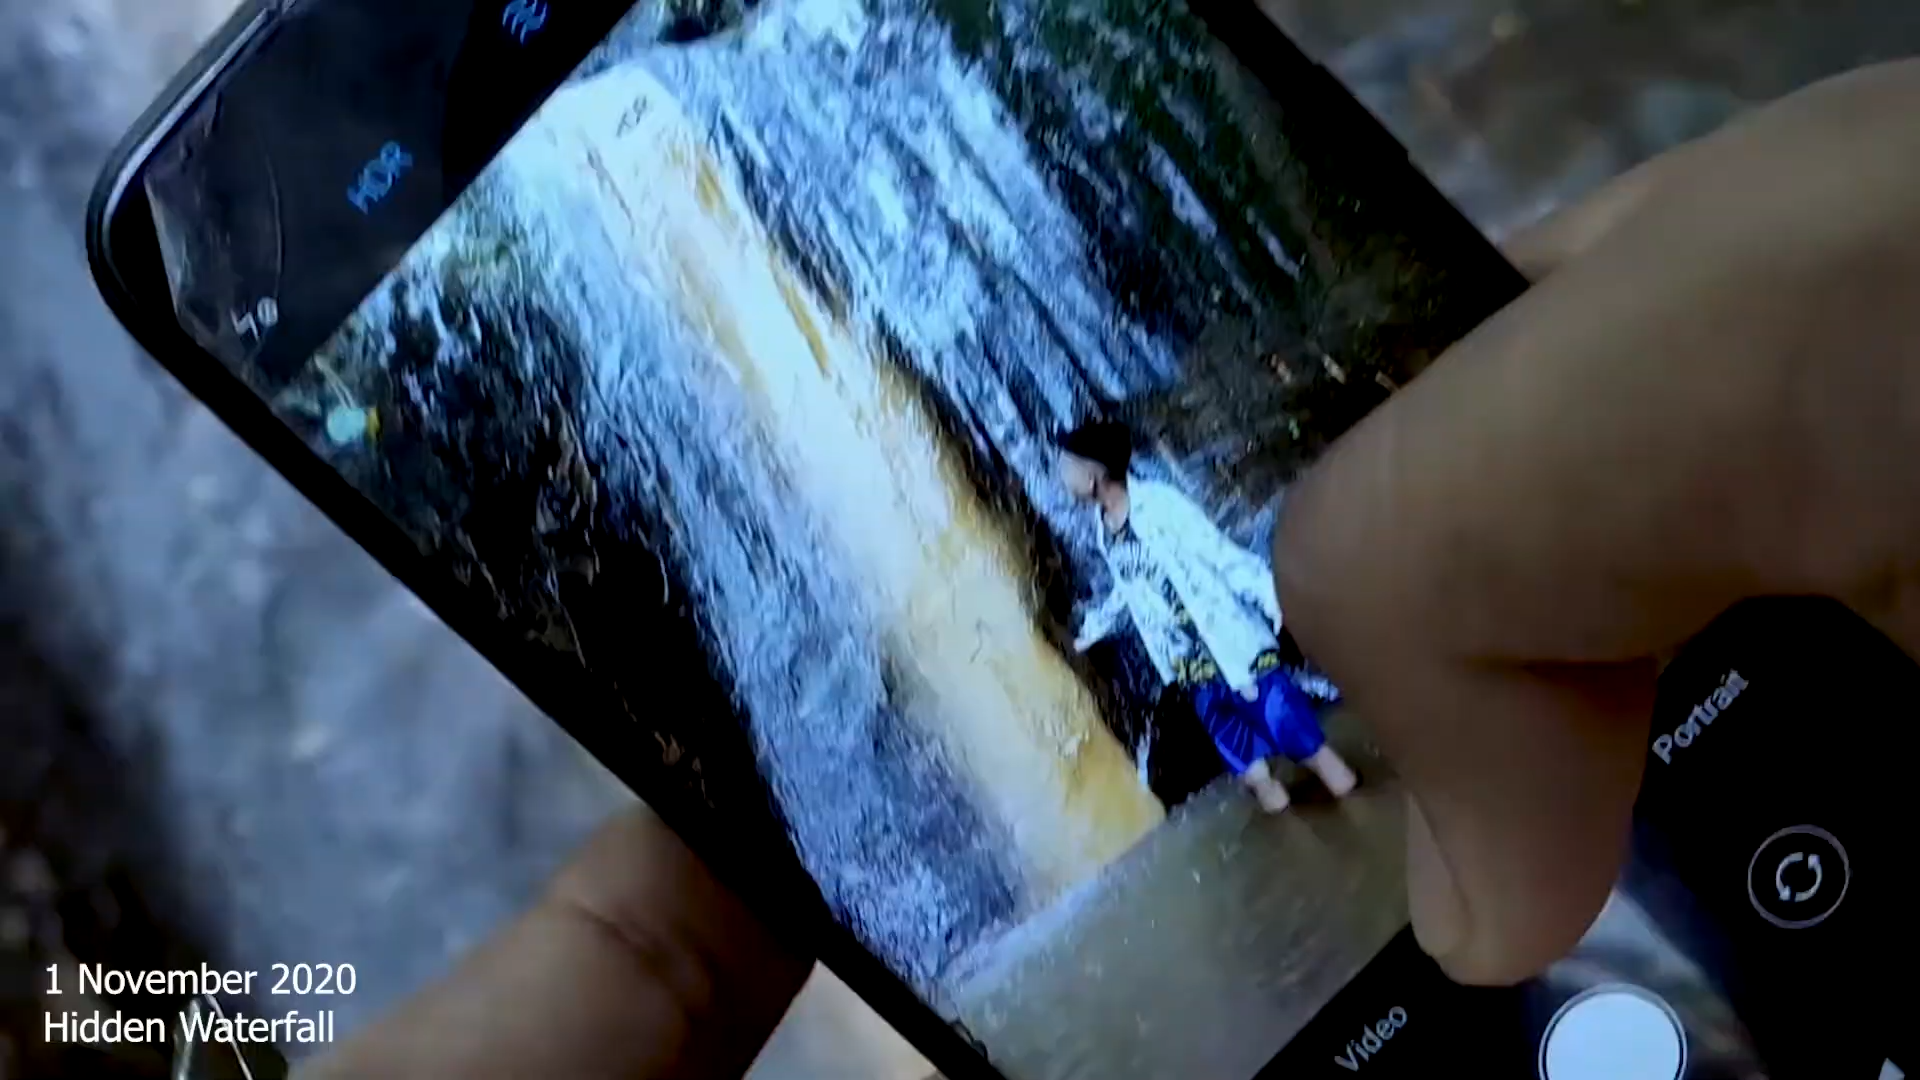 HDR
Portrait
Video
1 November 2020
Hidden Waterfall